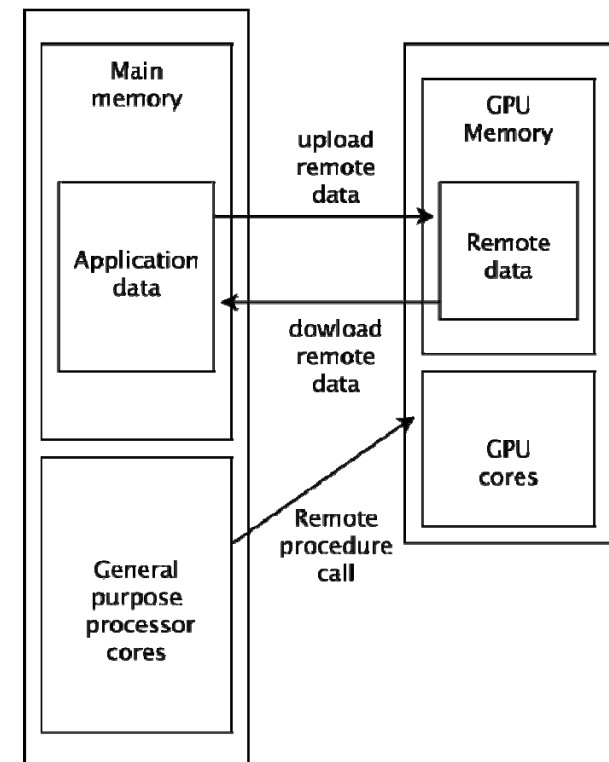 Main
memory
Application
data
General
purpose
processor
cores
upload
remote
data
dowload
remote
data
Remote
procedure
call
GPU
Memory
Remote
data
GPU
cores